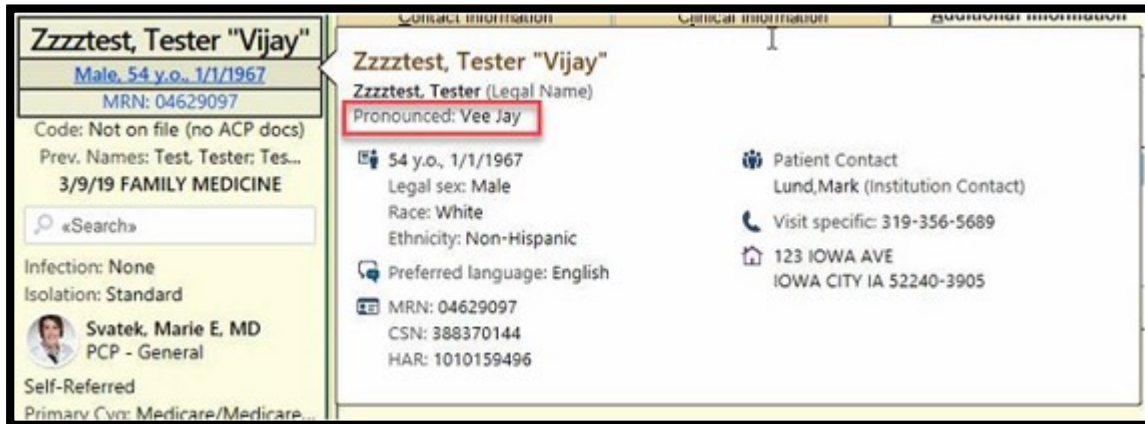 Contact Information
Clinical Information
Additional Information
Zzzztest, Tester "Vijay"
Male, 54 y.o., 1/1/1967
MRN: 04629097
Code: Not on file (no ACP docs)
Prev. Names: Test, Tester; Tes...
3/9/19 FAMILY MEDICINE
«Search»
Infection: None
Isolation: Standard
Svatek, Marie E, MD
PCP - General
Self-Referred
Primary Cvg: Medicare/Medicare...
Zzzztest, Tester "Vijay"
Zzzztest, Tester (Legal Name)
Pronounced: Vee Jay
54 y.o., 1/1/1967
Legal sex: Male
Race: White
Ethnicity: Non-Hispanic
Preferred language: English
MRN: 04629097
CSN: 388370144
HAR: 1010159496
Patient Contact
Lund,Mark (Institution Contact)
Visit specific: 319-356-5689
123 IOWA AVE
IOWA CITY IA 52240-3905